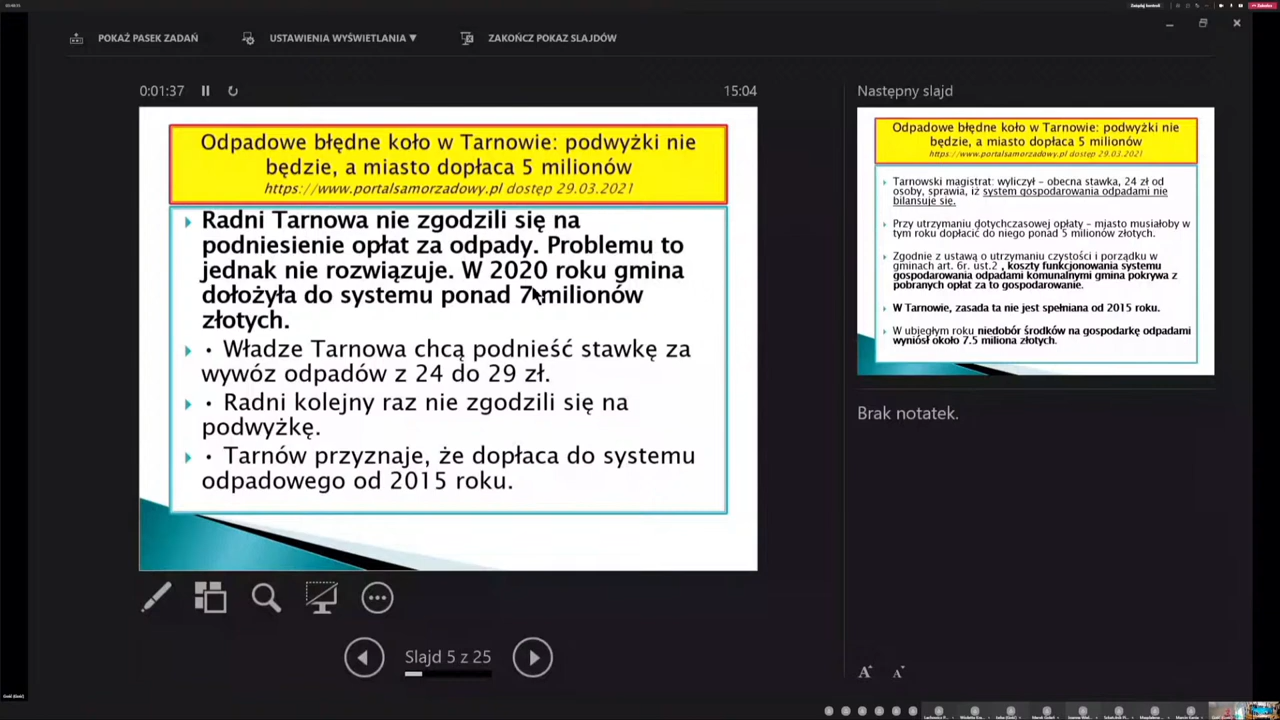 POKAŻ PASEK ZADAŃ
USTAWIENIA WYŚWIETLANIA ▼
ZAKOŃCZ POKAZ SLAJDÓW
0:01:37
15:04
Odpadowe błędne koło w Tarnowie: podwyżki nie
będzie, a miasto dopłaca 5 milionów
https://www.portalsamorzadowy.pl dostęp 29.03.2021
Radni Tarnowa nie zgodzili się na
podniesienie opłat za odpady. Problemu to
jednak nie rozwiązuje. W 2020 roku gmina
dołożyła do systemu ponad 7 milionów
złotych.
• Władze Tarnowa chcą podnieść stawkę za
wywóz odpadów z 24 do 29 zł.
• Radni kolejny raz nie zgodzili się na
podwyżkę.
• Tarnów przyznaje, że dopłaca do systemu
odpadowego od 2015 roku.
Slajd 5 z 25
Następny slajd
Odpadowe błędne koło w Tarnowie: podwyżki nie
będzie, a miasto dopłaca 5 milionów
https://www.portalsamorzadowy.pl dostęp 29.03.2021
Tarnowski magistrat: wyliczył – obecna stawka, 24 zł od
osoby, sprawia, iż system gospodarowania odpadami nie
bilansuje się.
Przy utrzymaniu dotychczasowej opłaty – miasto musiałoby w
tym roku dopłacić do niego ponad 5 milionów złotych.
Zgodnie z ustawą o utrzymaniu czystości i porządku w
gminach art. 6r. ust.2 , koszty funkcjonowania systemu
gospodarowania odpadami komunalnymi gmina pokrywa z
pobranych opłat za to gospodarowanie.
W Tarnowie, zasada ta nie jest spełniana od 2015 roku.
W ubiegłym roku niedobór środków na gospodarkę odpadami
wyniósł około 7.5 miliona złotych.
Brak notatek.
A A